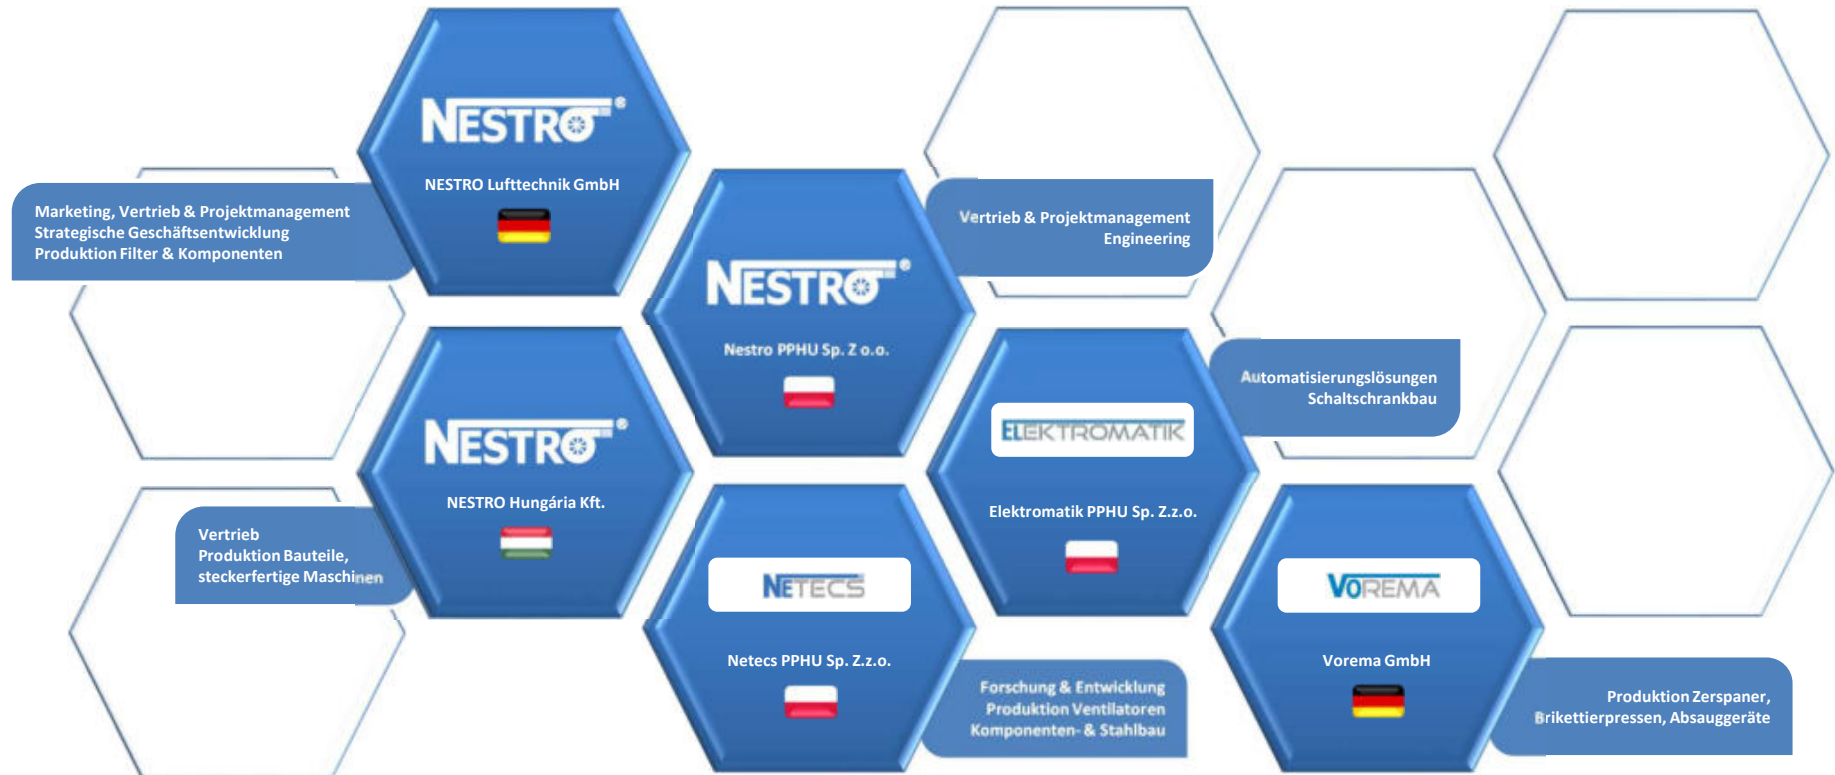 NESTRO®
NESTRO Lufttechnik GmbH
Marketing, Vertrieb & Projektmanagement
Strategische Geschäftsentwicklung
Produktion Filter & Komponenten
NESTRO®
Nestro PPHU Sp. Z o.o.
Vertrieb & Projektmanagement
Engineering
NESTRO®
NESTRO Hungária Kft.
Vertrieb
Produktion Bauteile,
steckerfertige Maschinen
ELEKTROMATIK
Elektromatik PPHU Sp. Z.z.o.
Automatisierungslösungen
Schaltschrankbau
NETECS
Netecs PPHU Sp. Z.z.o.
Forschung & Entwicklung
Produktion Ventilatoren
Komponenten- & Stahlbau
VOREMA
Vorema GmbH
Produktion Zerspaner,
Brikettierpressen, Absauggeräte